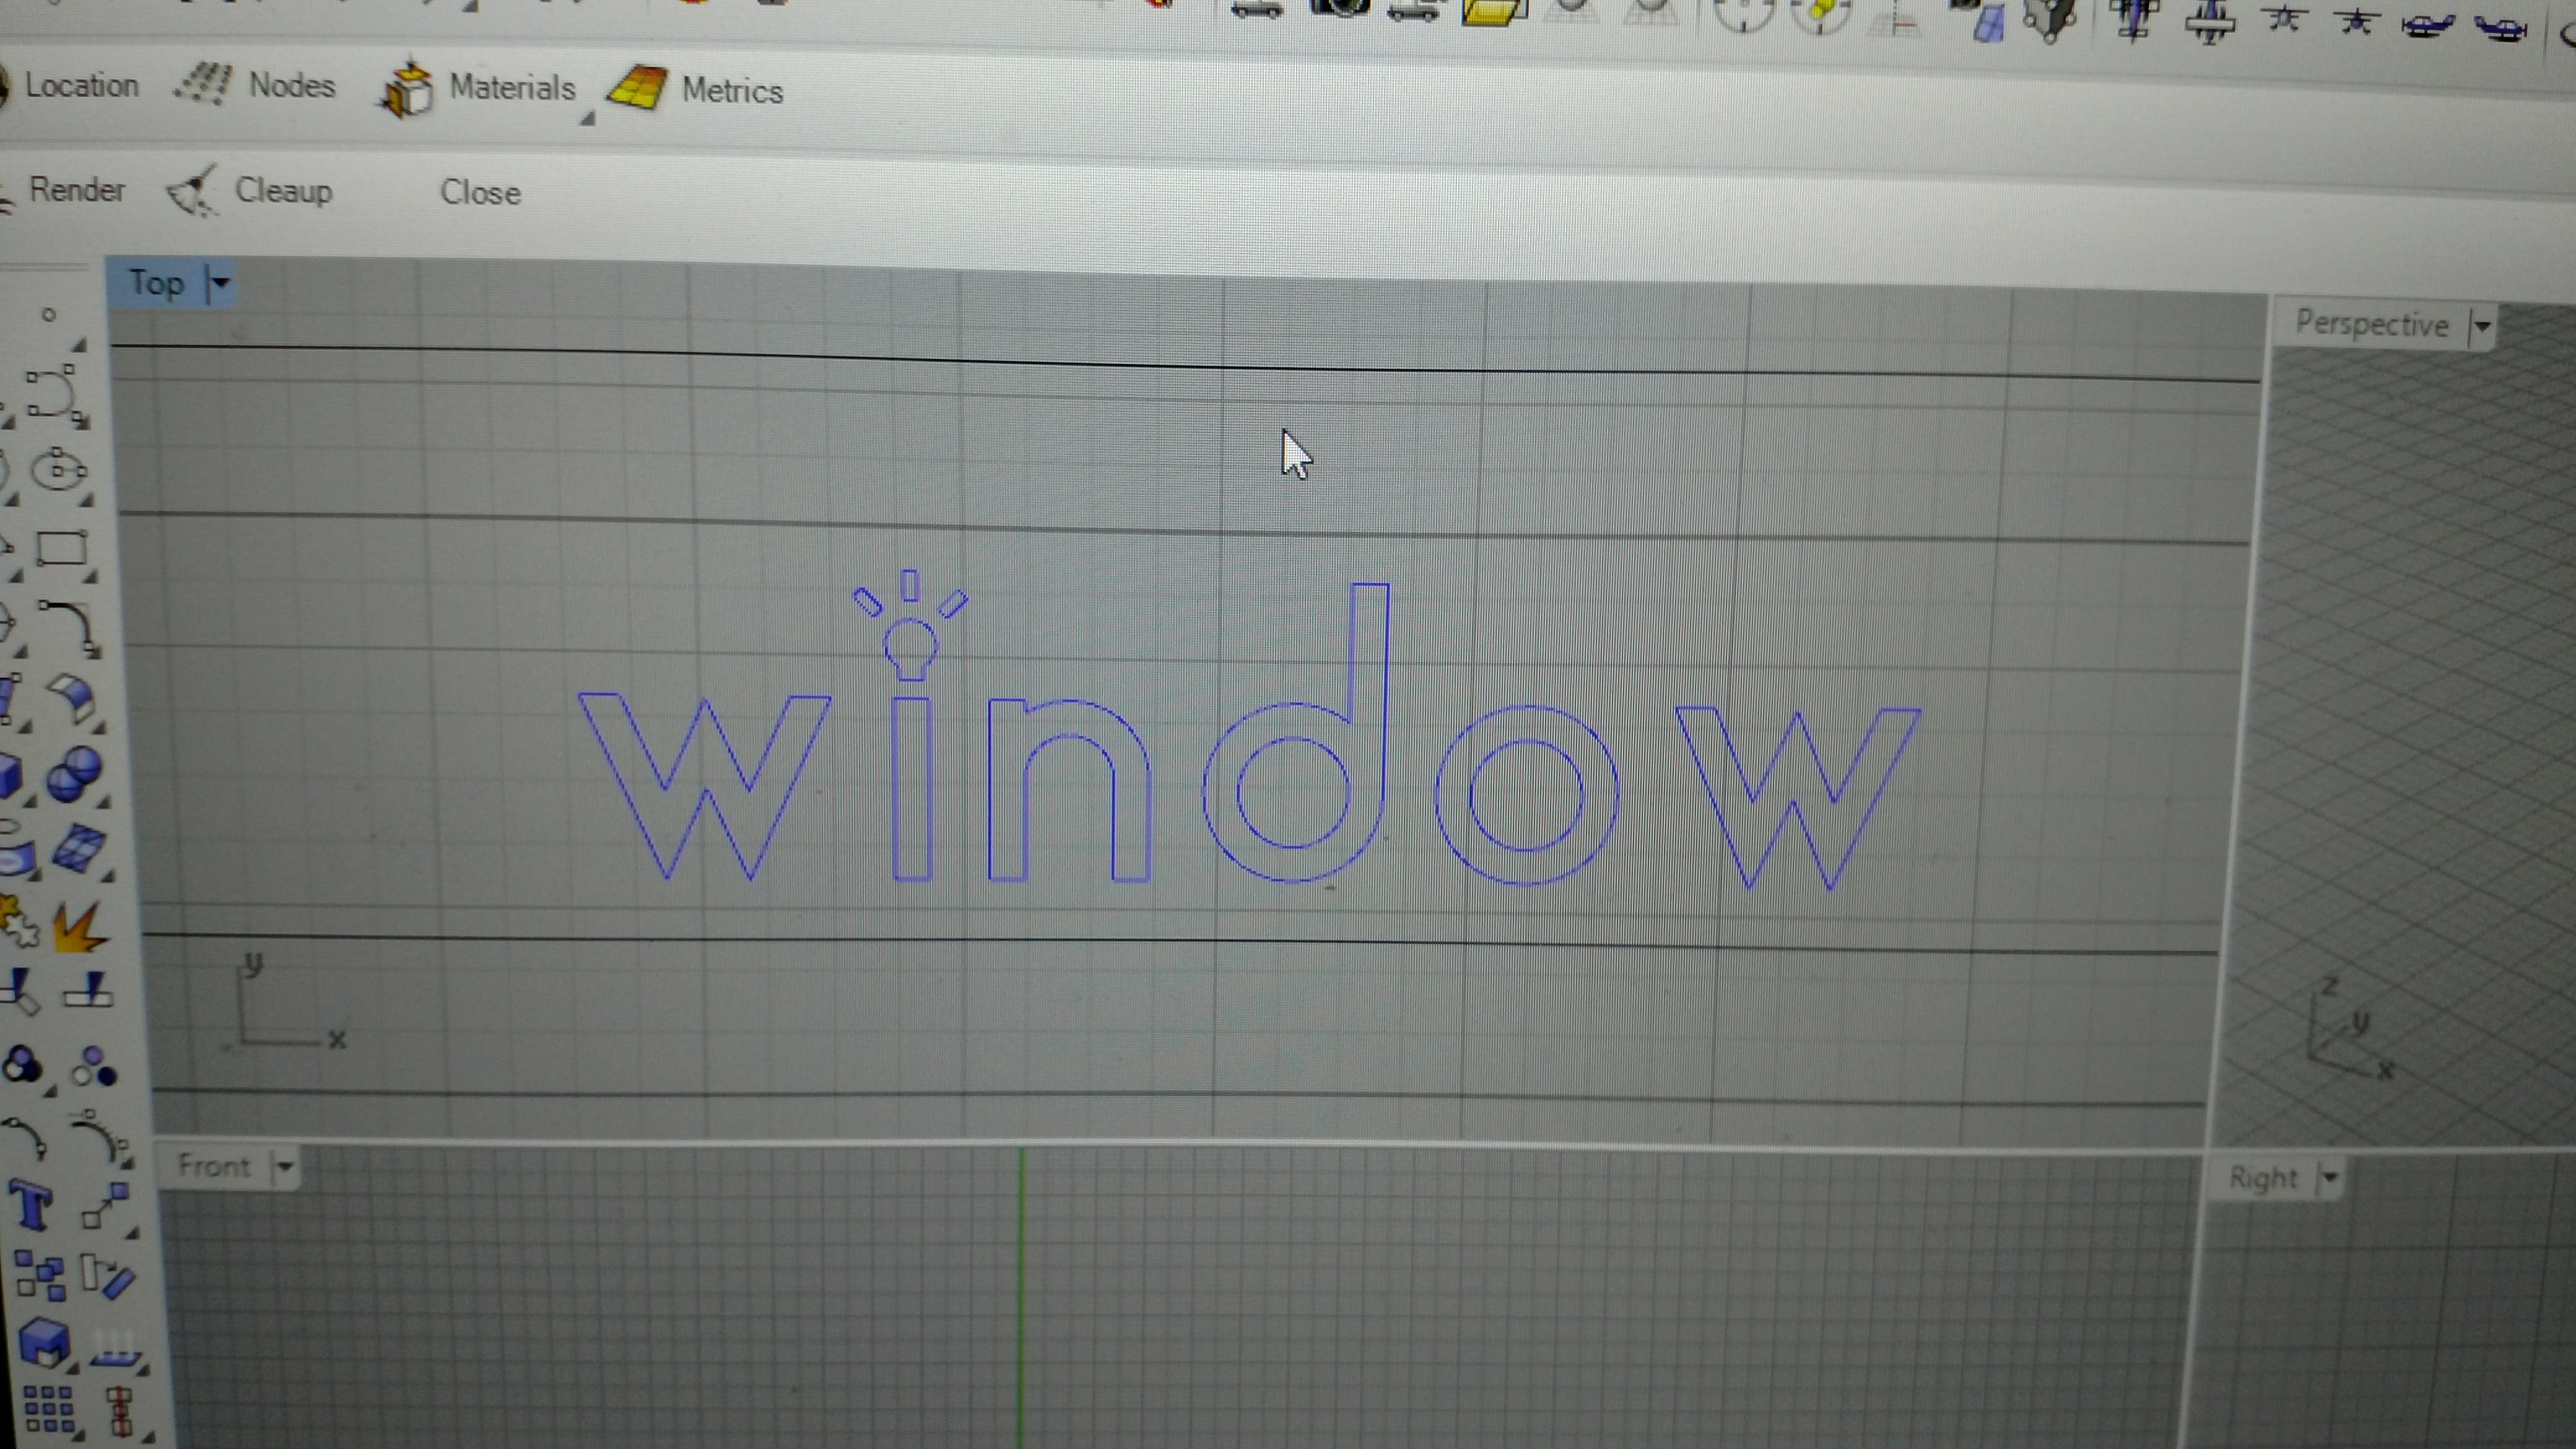 Location Nodes Materials Metrics
Render Cleaup Close
Top
Perspective
window
y
x
z
y
x
Front
Right